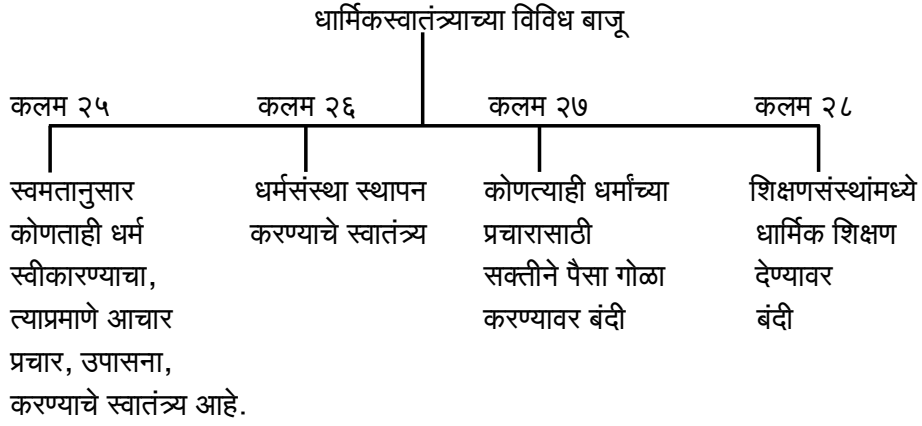 धार्मिकस्वातंत्र्याच्या विविध बाजू
कलम २५
कलम २६
कलम २७
कलम २८
स्वमतानुसार
कोणताही धर्म
स्वीकारण्याचा,
त्याप्रमाणे आचार
प्रचार, उपासना,
करण्याचे स्वातंत्र्य आहे.
धर्मसंस्था स्थापन
करण्याचे स्वातंत्र्य
कोणत्याही धर्मांच्या
प्रचारासाठी
सक्तीने पैसा गोळा
करण्यावर बंदी
शिक्षणसंस्थांमध्ये
धार्मिक शिक्षण
देण्यावर
बंदी